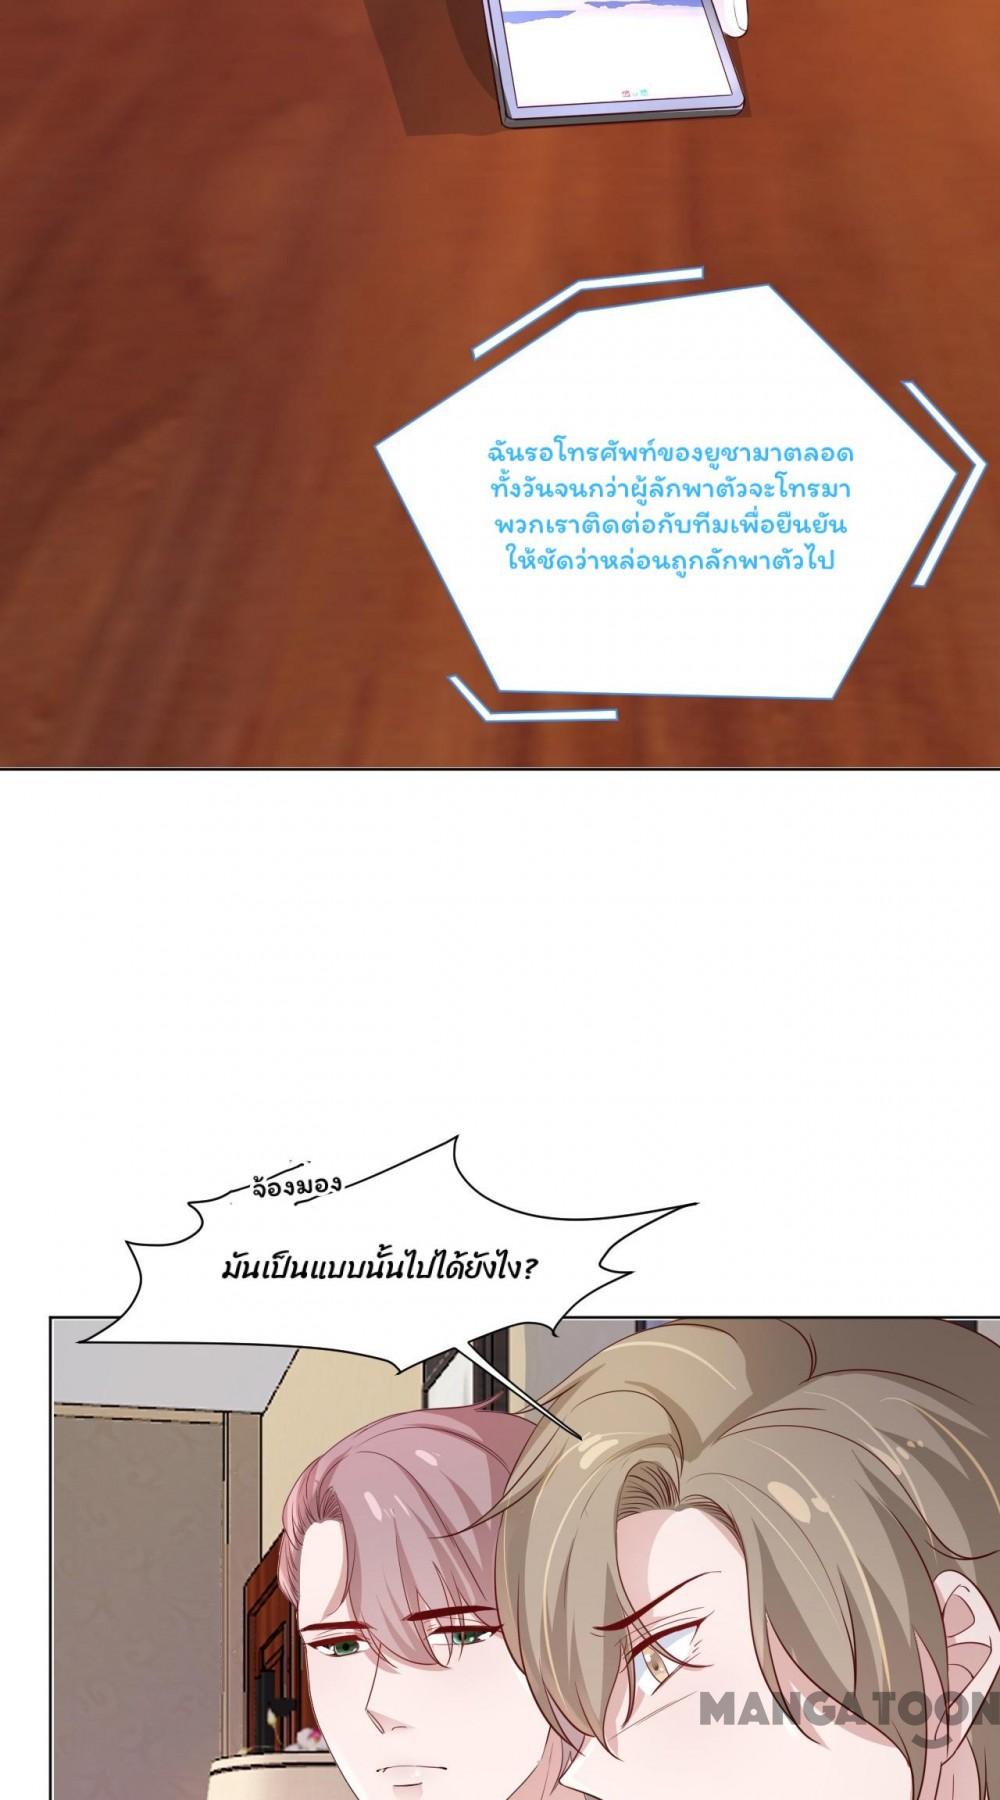 ฉันรอโทรศัพท์ของยูชามาตลอด
ทั้งวันจนกว่าผู้ลักพาตัวจะโทรมา
พวกเราติดต่อกับทีมเพื่อยืนยัน
ให้ชัดว่าหล่อนถูกลักพาตัวไป
จ้องมอง
มันเป็นแบบนั้นไปได้ยังไง?
MANGATOON